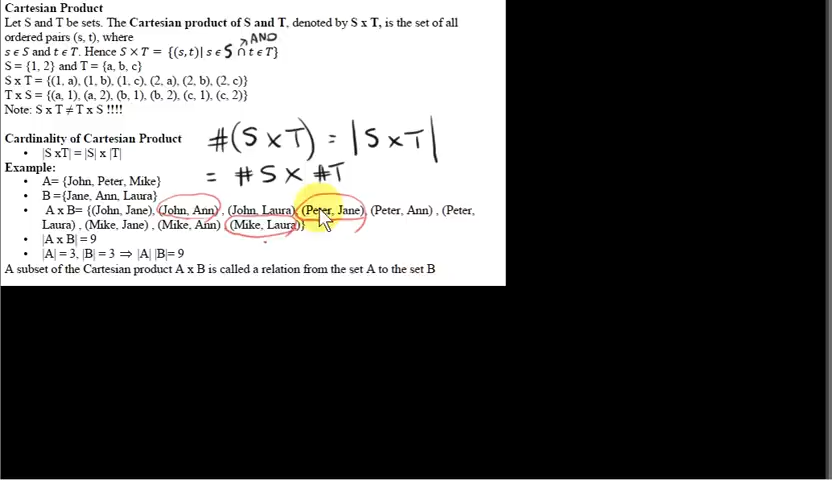 Cartesian Product
Let S and T be sets. The Cartesian product of S and T, denoted by S x T, is the set of all
ordered pairs (s, t), where
AND
s ϵ S and t ϵ T. Hence S × T = {(s,t)| s ϵ S ∩ t ϵ T}
S = {1, 2} and T = {a, b, c}
S x T = {(1, a), (1, b), (1, c), (2, a), (2, b), (2, c)}
T x S = {(a, 1), (a, 2), (b, 1), (b, 2), (c, 1), (c, 2)}
Note: S x T ≠ T x S !!!!
#(S x T) = |S x T|
Cardinality of Cartesian Product
• |S xT| = |S| x |T|
= #S x #T
Example:
• A= {John, Peter, Mike}
• B ={Jane, Ann, Laura}
• A x B= {(John, Jane), (John, Ann) , (John, Laura), (Peter, Jane), (Peter, Ann) , (Peter,
Laura) , (Mike, Jane) , (Mike, Ann) , (Mike, Laura)}
• |A x B| = 9
• |A| = 3, |B| = 3 ⇒ |A| |B|= 9
A subset of the Cartesian product A x B is called a relation from the set A to the set B